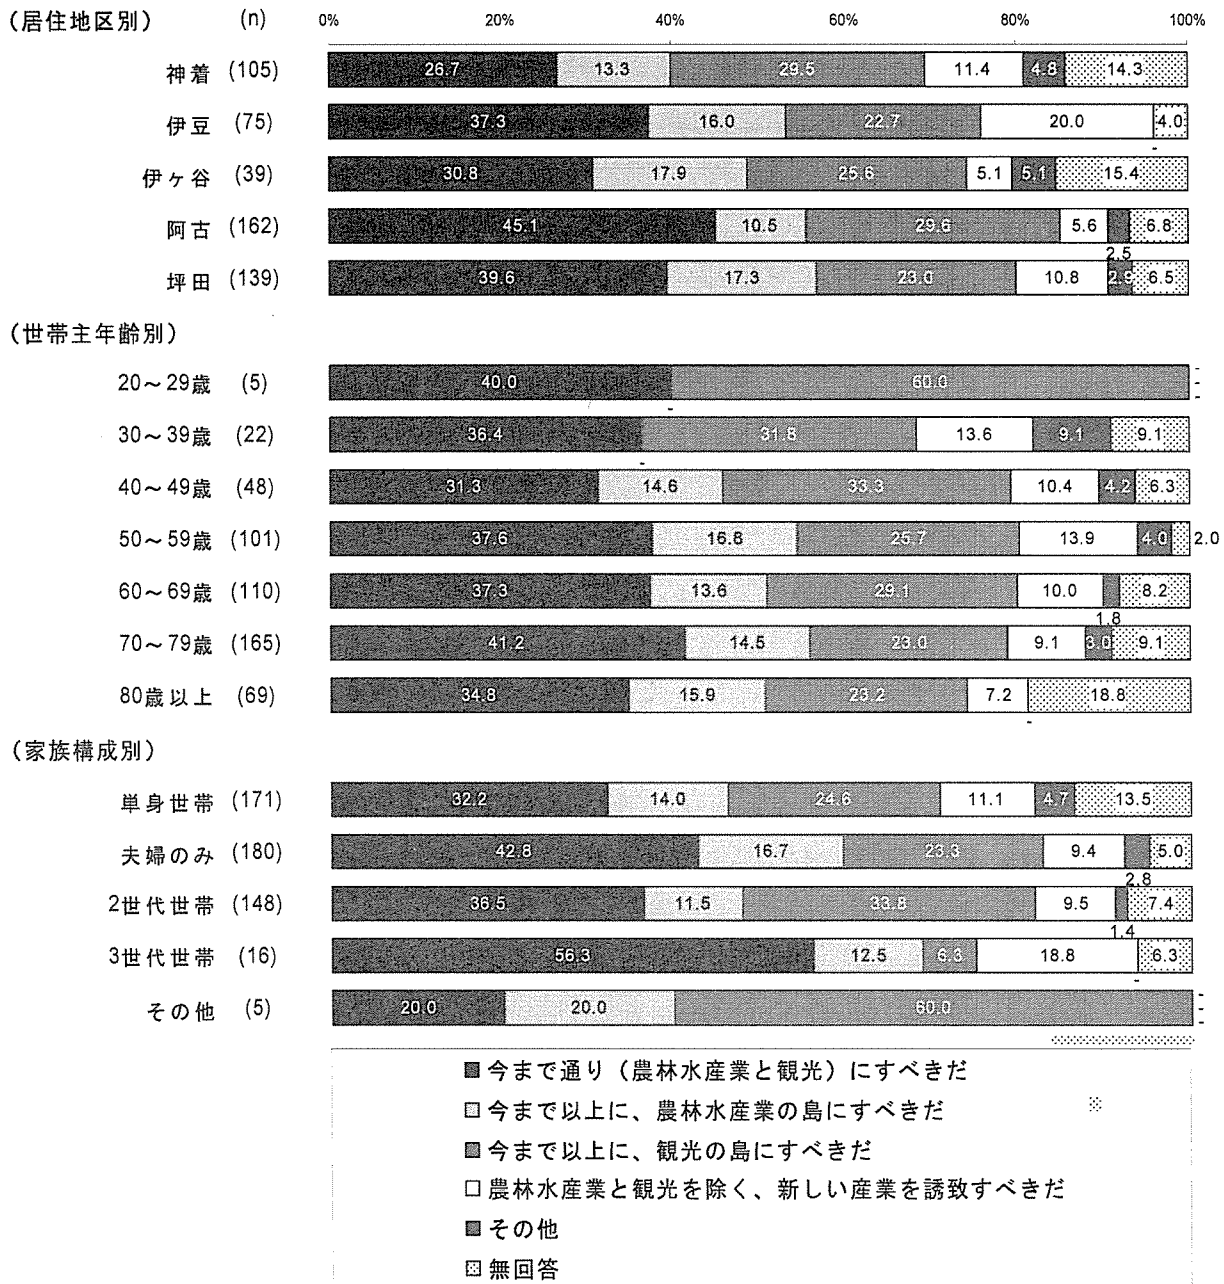 （居住地区別） (n) 0% 20% 40% 60% 80% 100%
神着 (105) 26.7 13.3 29.5 11.4 4.8 14.3
伊豆 (75) 37.3 16.0 22.7 20.0 4.0
-
伊ヶ谷 (39) 30.8 17.9 25.6 5.1 5.1 15.4
阿古 (162) 45.1 10.5 29.6 5.6 6.8
2.5
坪田 (139) 39.6 17.3 23.0 10.8 2.9 6.5
（世帯主年齢別）
20～29歳 (5) 40.0 60.0 - - -
-
30～39歳 (22) 36.4 31.8 13.6 9.1 9.1
-
40～49歳 (48) 31.3 14.6 33.3 10.4 4.2 6.3
50～59歳 (101) 37.6 16.8 25.7 13.9 4.0 2.0
60～69歳 (110) 37.3 13.6 29.1 10.0 8.2
1.8
70～79歳 (165) 41.2 14.5 23.0 9.1 3.0 9.1
80歳以上 (69) 34.8 15.9 23.2 7.2 18.8
-
（家族構成別）
単身世帯 (171) 32.2 14.0 24.6 11.1 4.7 13.5
夫婦のみ (180) 42.8 16.7 23.3 9.4 5.0
2.8
2世代世帯 (148) 36.5 11.5 33.8 9.5 7.4
1.4
3世代世帯 (16) 56.3 12.5 6.3 18.8 6.3
-
その他 (5) 20.0 20.0 60.0 - - -
今まで通り（農林水産業と観光）にすべきだ
今まで以上に、農林水産業の島にすべきだ
今まで以上に、観光の島にすべきだ
農林水産業と観光を除く、新しい産業を誘致すべきだ
その他
無回答